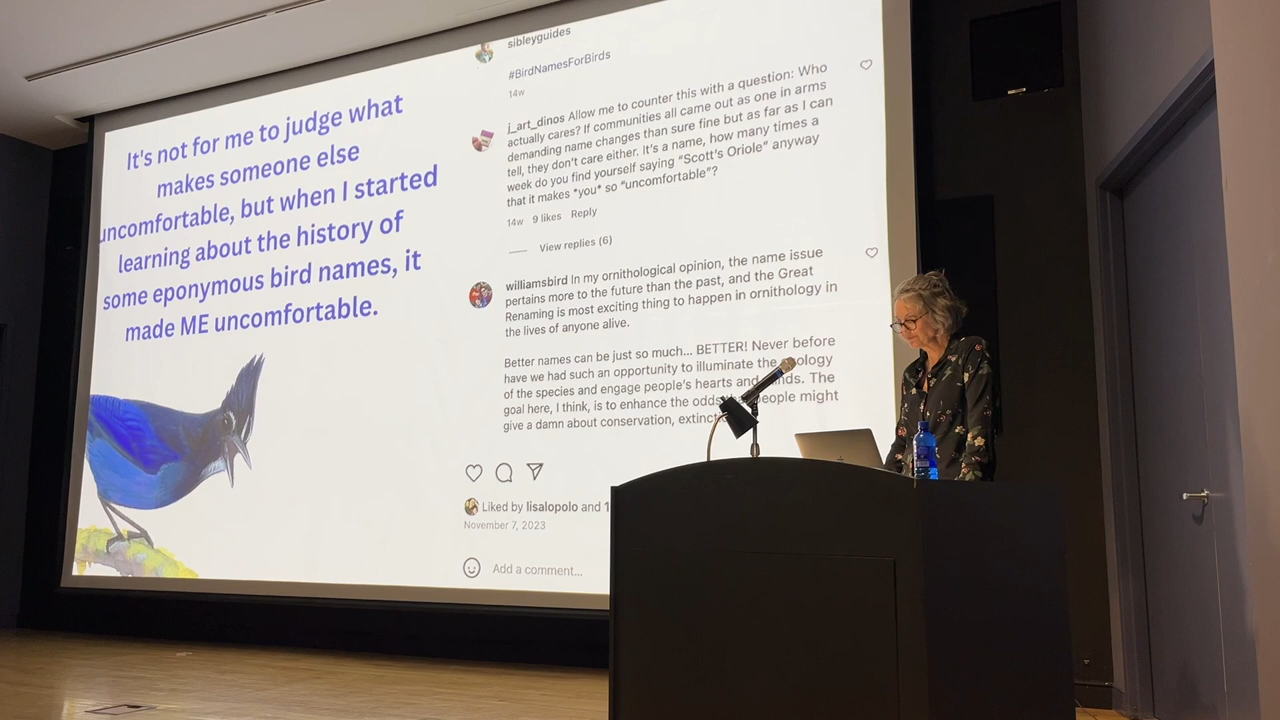 It's not for me to judge what
makes someone else
uncomfortable, but when I started
learning about the history of
some eponymous bird names, it
made ME uncomfortable.
sibleyguides
#BirdNamesForBirds
14w
j_art_dinos Allow me to counter this with a question: Who
actually cares? If communities all came out as one in arms
demanding name changes than sure fine but as far as I can
tell, they don't care either. It's a name, how many times a
week do you find yourself saying "Scott's Oriole" anyway
that it makes *you* so "uncomfortable"?
14w 9 likes Reply
View replies (6)
williamsbird In my ornithological opinion, the name issue
pertains more to the future than the past, and the Great
Renaming is most exciting thing to happen in ornithology in
the lives of anyone alive.
Better names can be just so much... BETTER! Never before
have we had such an opportunity to illuminate the
of the species and engage people's hearts and minds. The
goal here, I think, is to enhance the odds that people might
give a damn about conservation,
Liked by lisalopolo and 1
November 7, 2023
Add a comment...